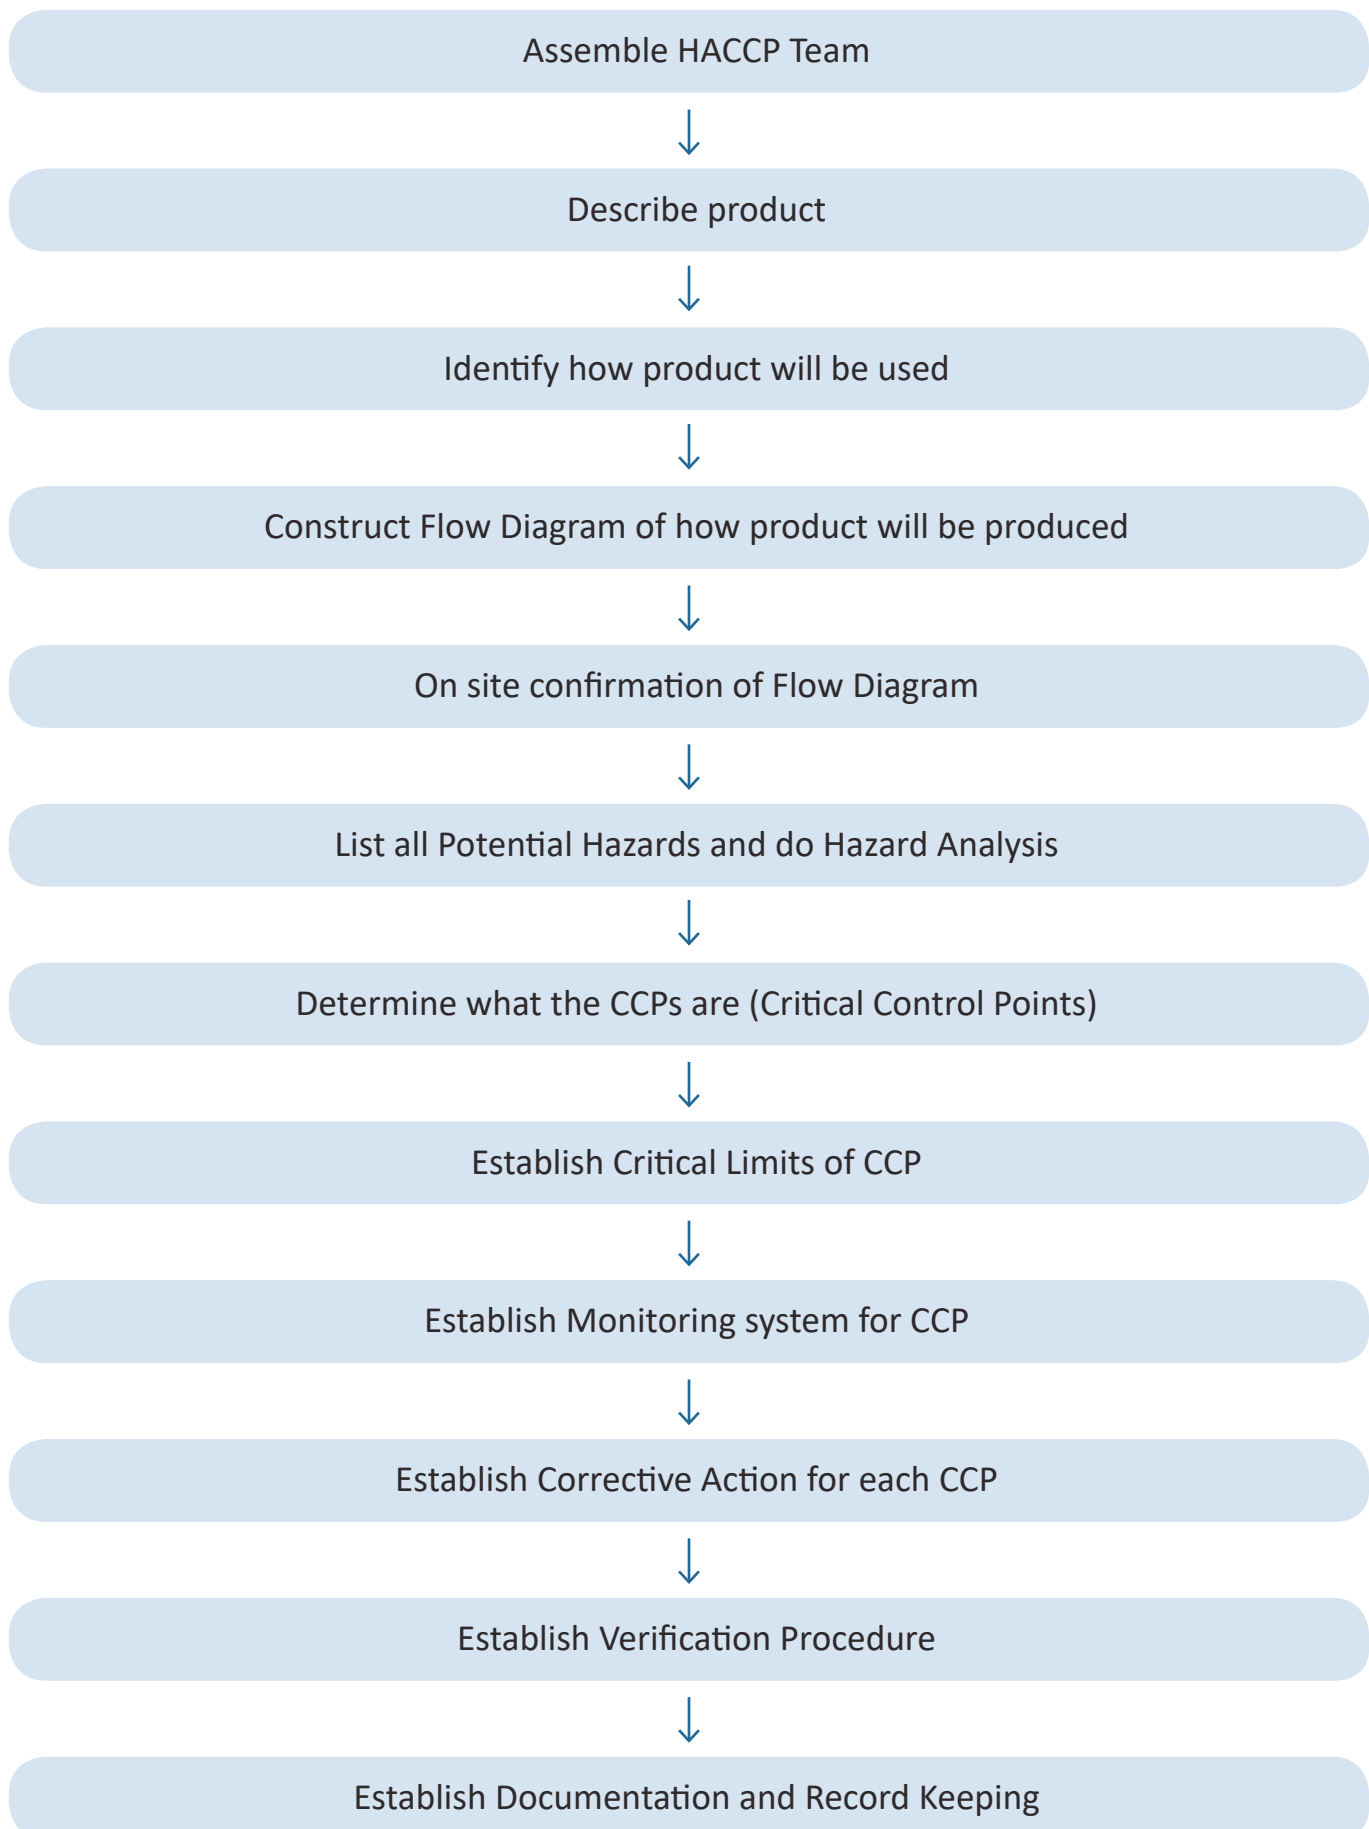 Assemble HACCP Team
Describe product
Identify how product will be used
Construct Flow Diagram of how product will be produced
On site confirmation of Flow Diagram
List all Potential Hazards and do Hazard Analysis
Determine what the CCPs are (Critical Control Points)
Establish Critical Limits of CCP
Establish Monitoring system for CCP
Establish Corrective Action for each CCP
Establish Verification Procedure
Establish Documentation and Record Keeping